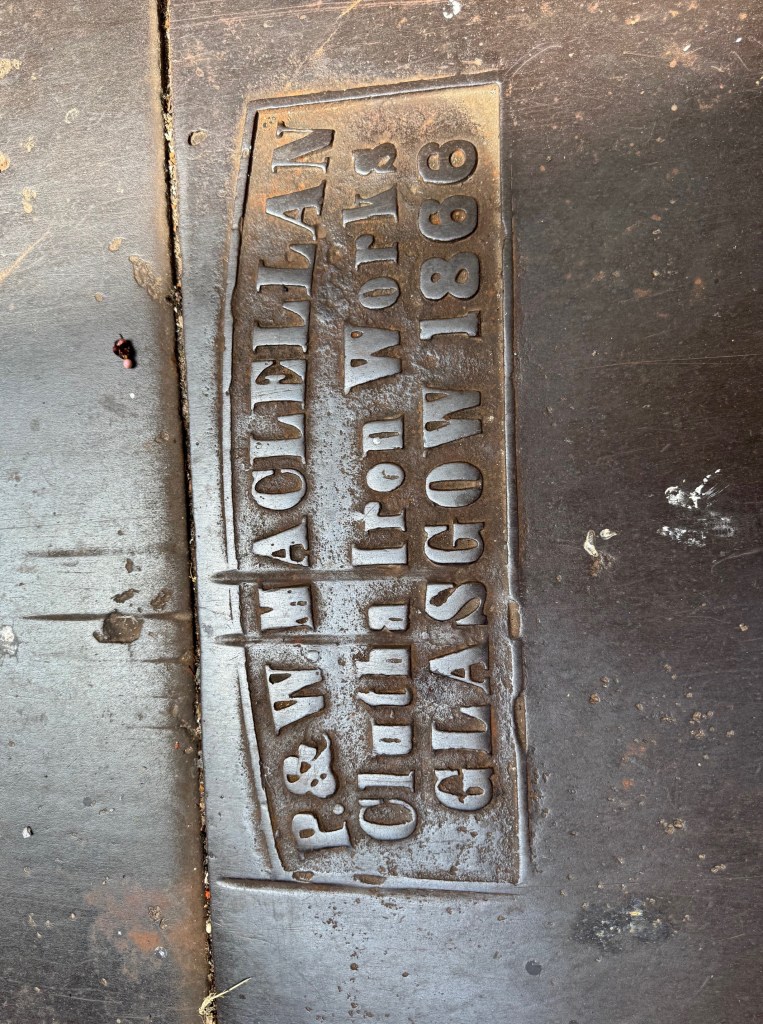 P. & W. MACLELLAN
Clutha Iron Works
GLASGOW 1866